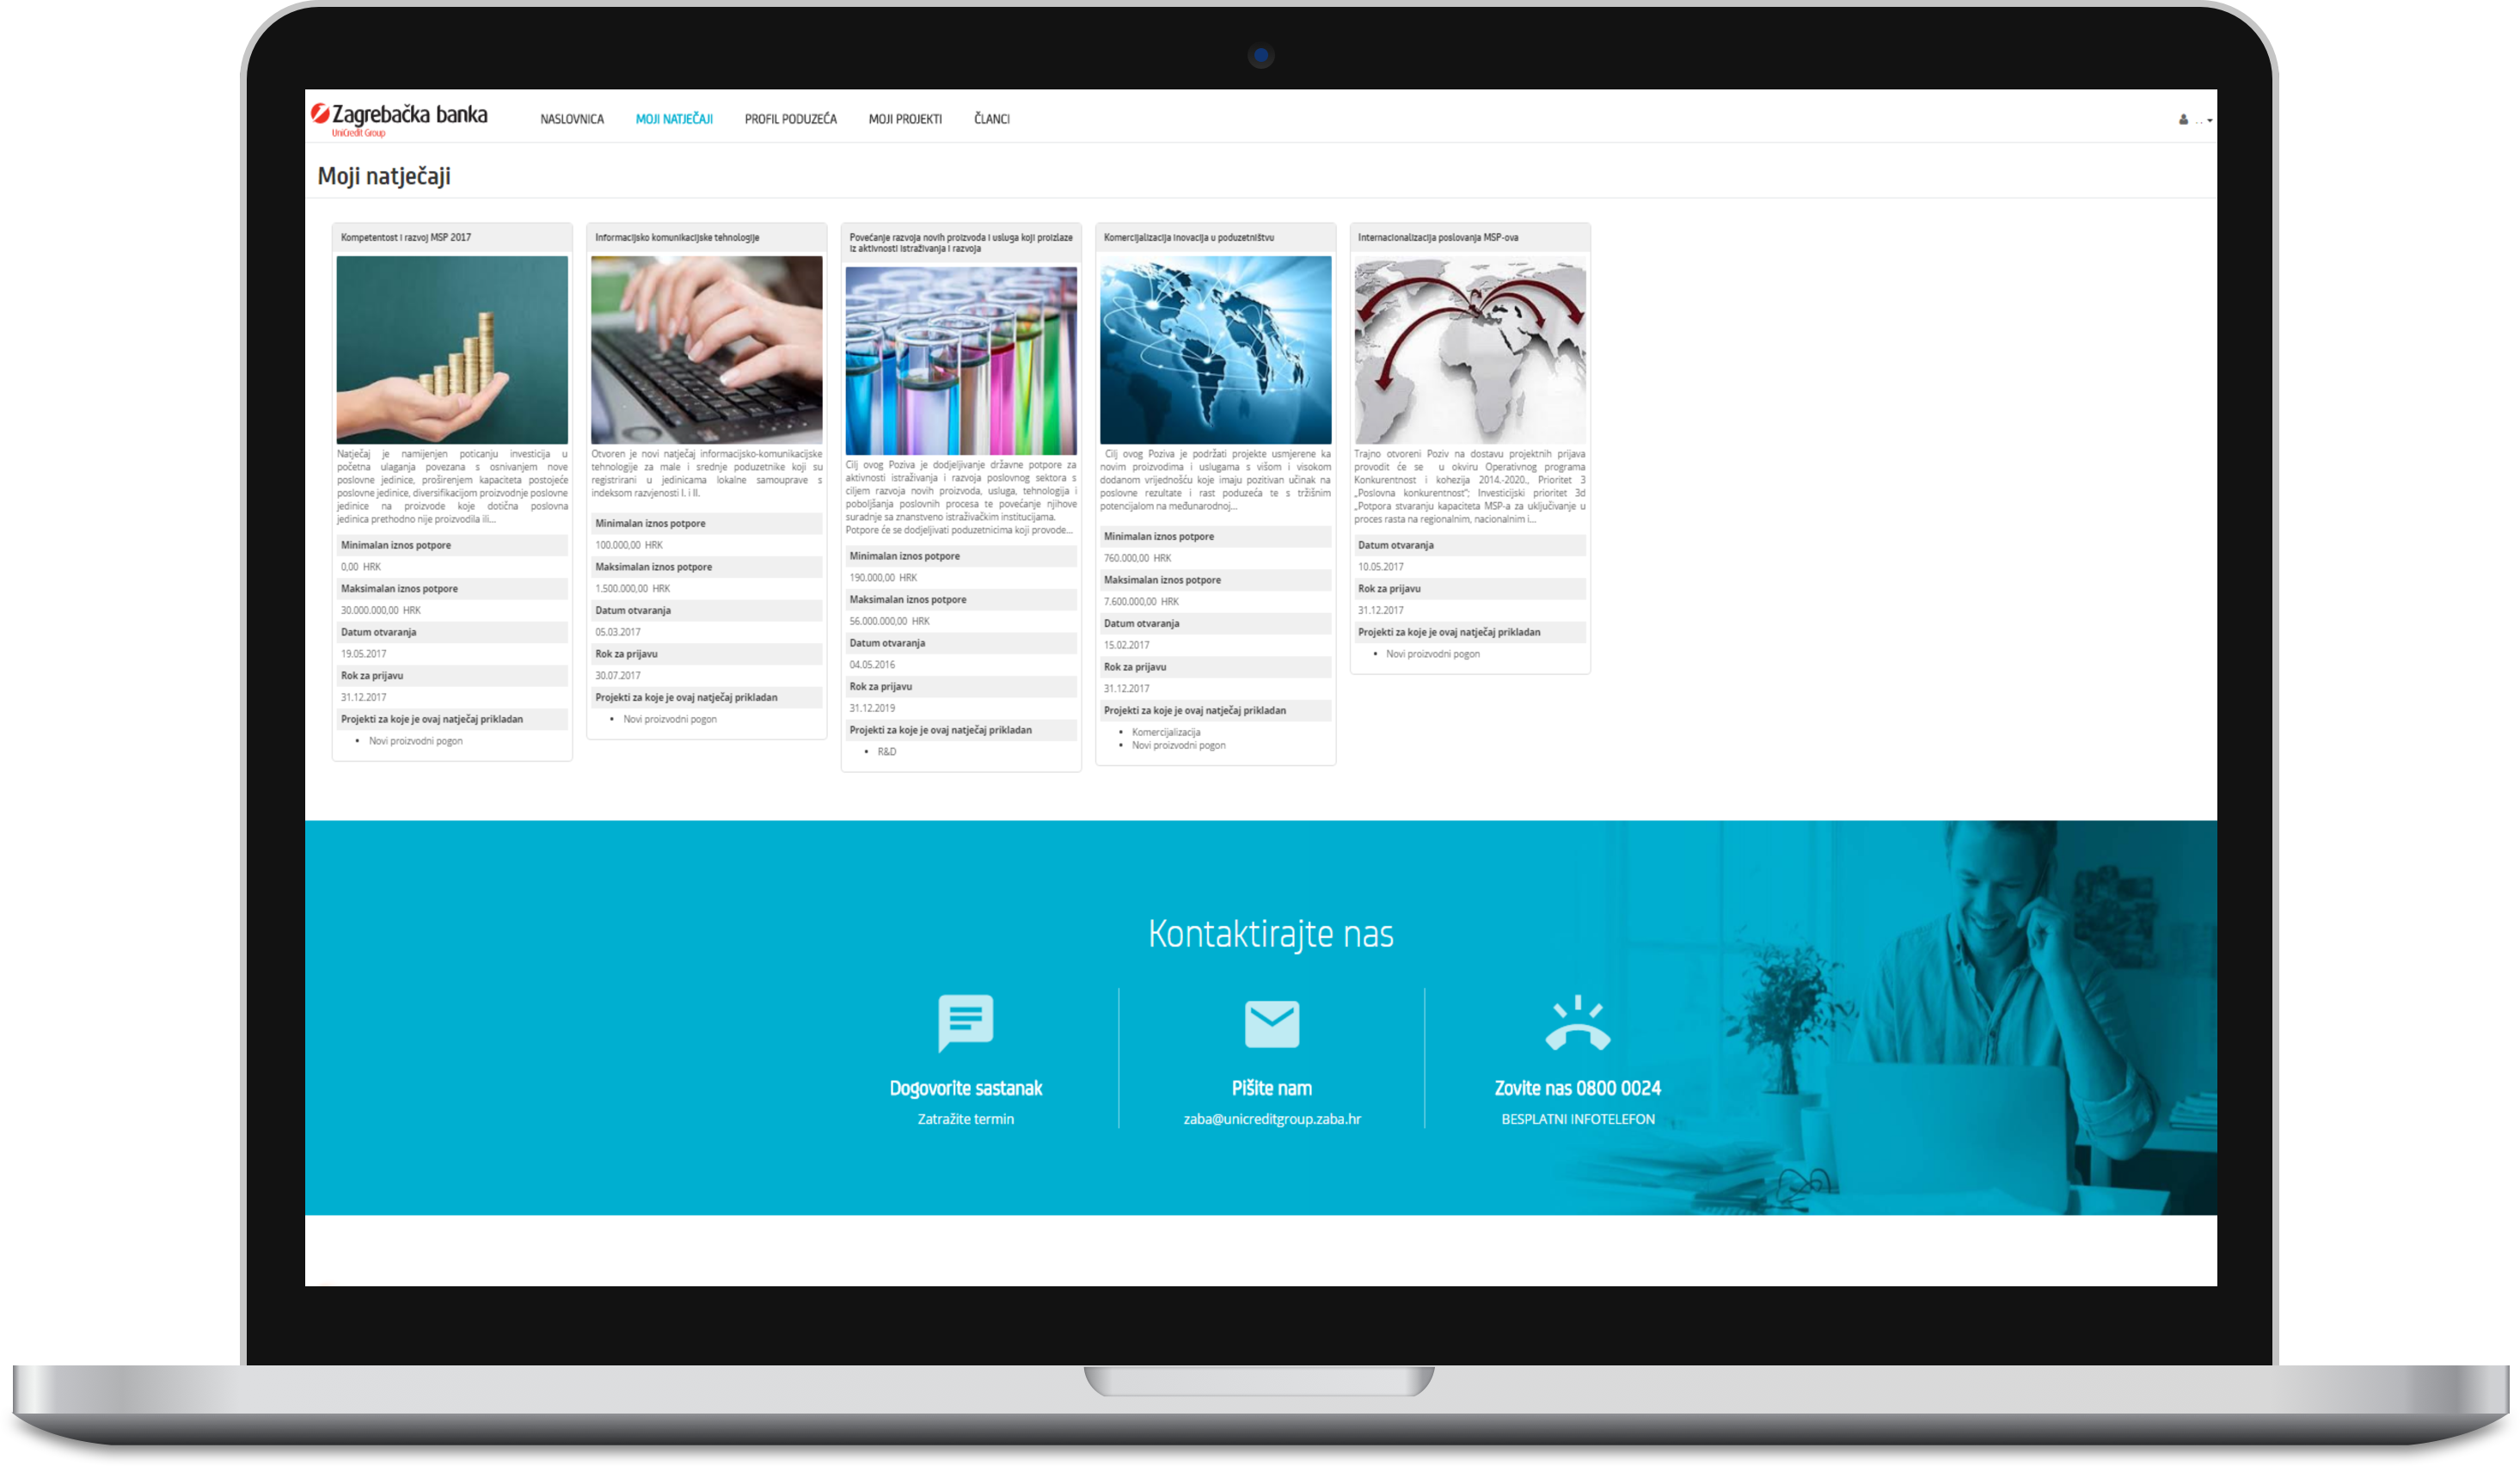 Zagrebačka banka
UniCredit Group
NASLOVNICA
MOJI NATJEČAJI
PROFIL PODUZEĆA
MOJI PROJEKTI
ČLANCI
Moji natječaji
Kompetentost i razvoj MSP 2017
Natječaj je namijenjen poticanju investicija u
početna ulaganja povezana s osnivanjem nove
poslovne jedinice, proširenjem kapaciteta postojeće
poslovne jedinice, diversifikacijom proizvodnje poslovne
jedinice na proizvode koje dotična poslovna
jedinica prethodno nije proizvodila ili...
Minimalan iznos potpore
0,00 HRK
Maksimalan iznos potpore
30.000.000,00 HRK
Datum otvaranja
19.05.2017
Rok za prijavu
31.12.2017
Projekti za koje je ovaj natječaj prikladan
• Novi proizvodni pogon
Informacijsko komunikacijske tehnologije
Otvoren je novi natječaj informacijsko-komunikacijske
tehnologije za male i srednje poduzetnike koji su
registrirani u jedinicama lokalne samouprave s
indeksom razvjenosti I. i II.
Minimalan iznos potpore
100.000,00 HRK
Maksimalan iznos potpore
1.500.000,00 HRK
Datum otvaranja
05.03.2017
Rok za prijavu
30.07.2017
Projekti za koje je ovaj natječaj prikladan
• Novi proizvodni pogon
Povećanje razvoja novih proizvoda i usluga koji proizlaze
iz aktivnosti istraživanja i razvoja
Cilj ovog Poziva je dodjeljivanje državne potpore za
aktivnosti istraživanja i razvoja poslovnog sektora s
ciljem razvoja novih proizvoda, usluga, tehnologija i
poboljšanja poslovnih procesa te povećanje njihove
suradnje sa znanstveno istraživačkim institucijama.
Potpore će se dodjeljivati poduzetnicima koji provode...
Minimalan iznos potpore
190.000,00 HRK
Maksimalan iznos potpore
56.000.000,00 HRK
Datum otvaranja
04.05.2016
Rok za prijavu
31.12.2019
Projekti za koje je ovaj natječaj prikladan
• R&D
Komercijalizacija inovacija u poduzetništvu
Cilj ovog Poziva je podržati projekte usmjerene ka
novim proizvodima i uslugama s višom i visokom
dodanom vrijednošću koje imaju pozitivan učinak na
poslovne rezultate i rast poduzeća te s tržišnim
potencijalom na međunarodnoj...
Minimalan iznos potpore
760.000,00 HRK
Maksimalan iznos potpore
7.600.000,00 HRK
Datum otvaranja
15.02.2017
Rok za prijavu
31.12.2017
Projekti za koje je ovaj natječaj prikladan
• Komercijalizacija
• Novi proizvodni pogon
Internacionalizacija poslovanja MSP-ova
Trajno otvoreni Poziv na dostavu projektnih prijava
provodit će se u okviru Operativnog programa
Konkurentnost i kohezija 2014.-2020., Prioritet 3
„Poslovna konkurentnost"; Investicijski prioritet 3d
„Potpora stvaranju kapaciteta MSP-a za uključivanje u
proces rasta na regionalnim, nacionalnim i...
Datum otvaranja
10.05.2017
Rok za prijavu
31.12.2017
Projekti za koje je ovaj natječaj prikladan
• Novi proizvodni pogon
Kontaktirajte nas
Dogovorite sastanak
Zatražite termin
Pišite nam
zaba@unicreditgroup.zaba.hr
Zovite nas 0800 0024
BESPLATNI INFOTELEFON